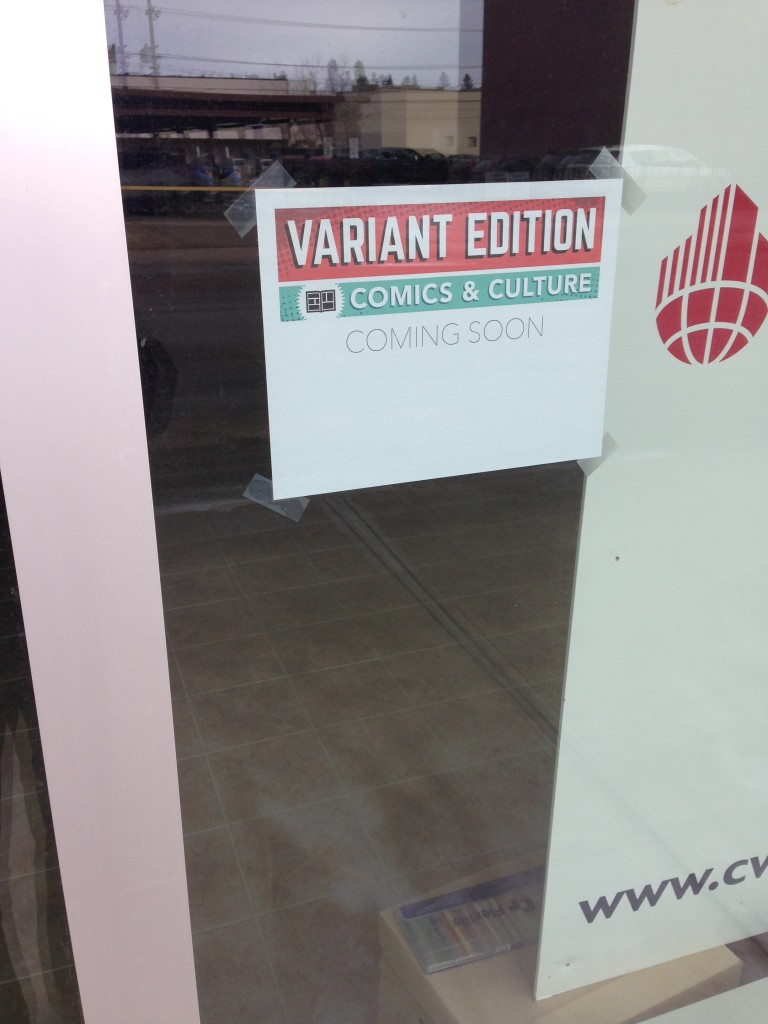 VARIANT EDITION
COMICS & CULTURE
COMING SOON
www.cw